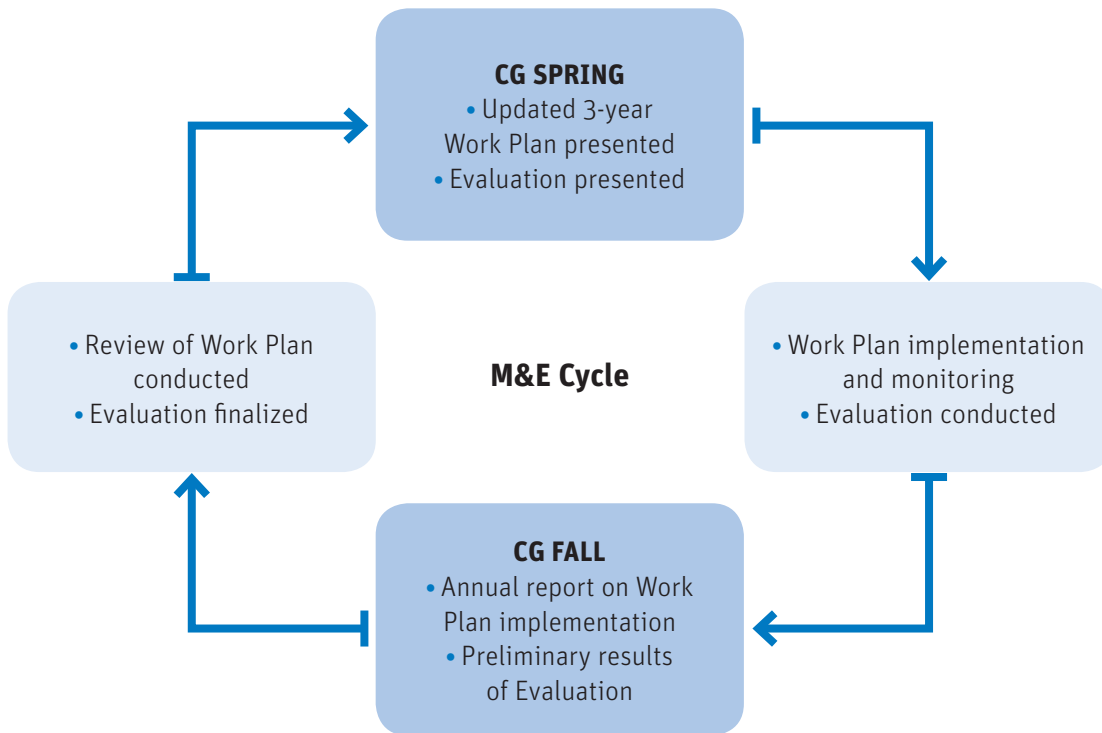 CG SPRING
• Updated 3-year
Work Plan presented
• Evaluation presented
• Review of Work Plan
conducted
• Evaluation finalized
M&E Cycle
• Work Plan implementation
and monitoring
• Evaluation conducted
CG FALL
• Annual report on Work
Plan implementation
• Preliminary results
of Evaluation